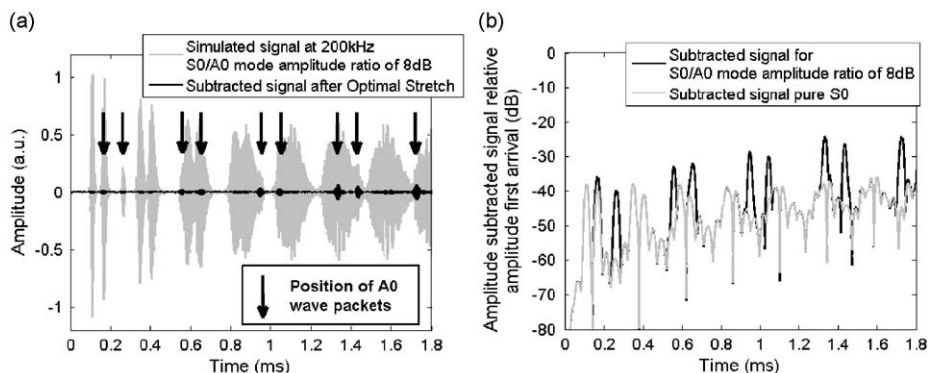 (a)
Simulated signal at 200kHz
S0/A0 mode amplitude ratio of 8dB
Subtracted signal after Optimal Stretch
Amplitude (a.u.)
1
0.5
0
-0.5
-1
Position of A0
wave packets
0 0.2 0.4 0.6 0.8 1 1.2 1.4 1.6 1.8
Time (ms)
(b)
Subtracted signal for
S0/A0 mode amplitude ratio of 8dB
Subtracted signal pure S0
Amplitude subtracted signal relative
amplitude first arrival (dB)
0
-10
-20
-30
-40
-50
-60
-70
-80
0 0.2 0.4 0.6 0.8 1 1.2 1.4 1.6 1.8
Time (ms)